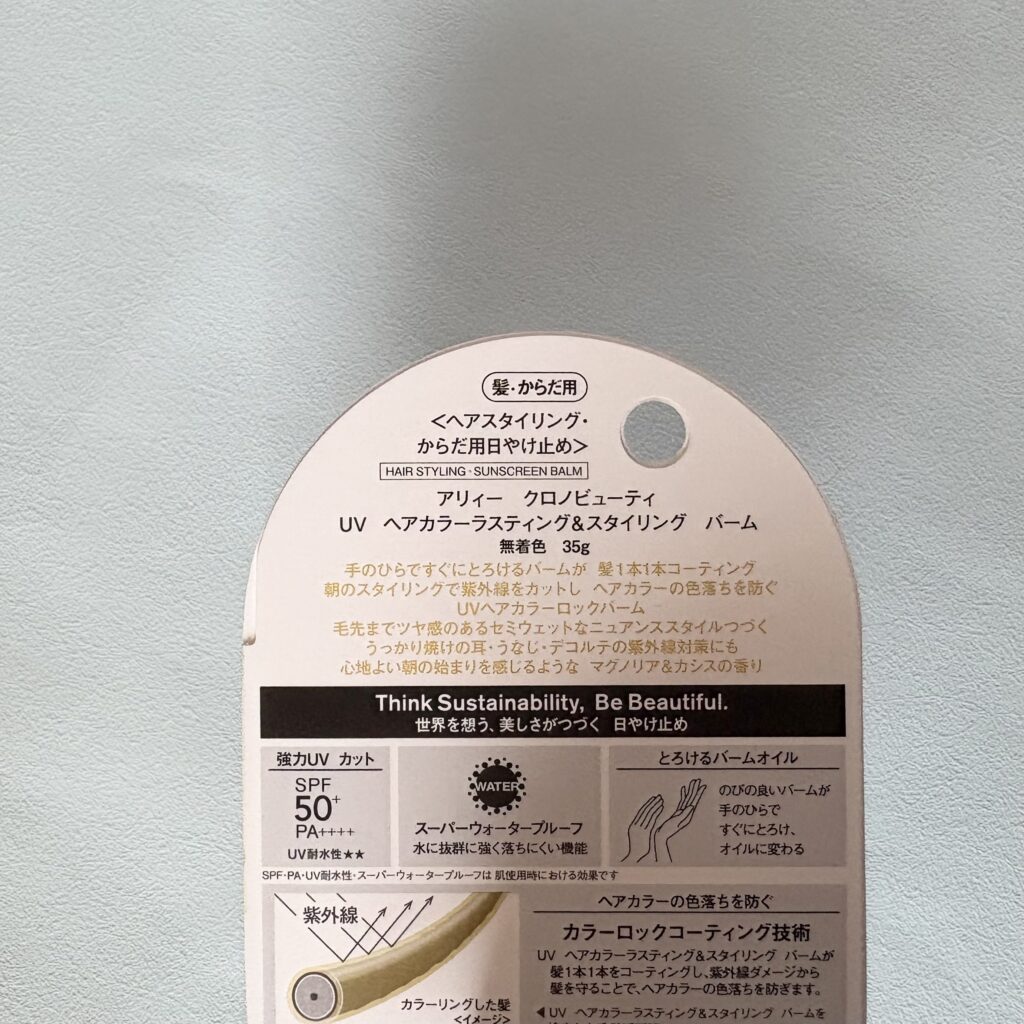 髪・からだ用
＜ヘアスタイリング・
からだ用日やけ止め＞
HAIR STYLING・SUNSCREEN BALM
アリィー　クロノビューティ
UV　ヘアカラーラスティング＆スタイリング　バーム
無着色　35g
手のひらですぐにとろけるバームが　髪1本1本コーティング
朝のスタイリングで紫外線をカットし　ヘアカラーの色落ちを防ぐ
UVヘアカラーロックバーム
毛先までツヤ感のあるセミウェットなニュアンススタイルつづく
うっかり焼けの耳・うなじ・デコルテの紫外線対策にも
心地よい朝の始まりを感じるような　マグノリア＆カシスの香り
Think Sustainability, Be Beautiful.
世界を想う、美しさがつづく　日やけ止め
強力UV カット
SPF
50+
PA++++
UV耐水性★★
WATER
スーパーウォータープルーフ
水に抜群に強く落ちにくい機能
とろけるバームオイル
のびの良いバームが
手のひらで
すぐにとろけ、
オイルに変わる
SPF・PA・UV耐水性・スーパーウォータープルーフは 肌使用時における効果です
紫外線
カラーリングした髪
＜イメージ＞
ヘアカラーの色落ちを防ぐ
カラーロックコーティング技術
UV　ヘアカラーラスティング＆スタイリング　バームが
髪1本1本をコーティングし、紫外線ダメージから
髪を守ることで、ヘアカラーの色落ちを防ぎます。
◀UV　ヘアカラーラスティング＆スタイリング　バームを